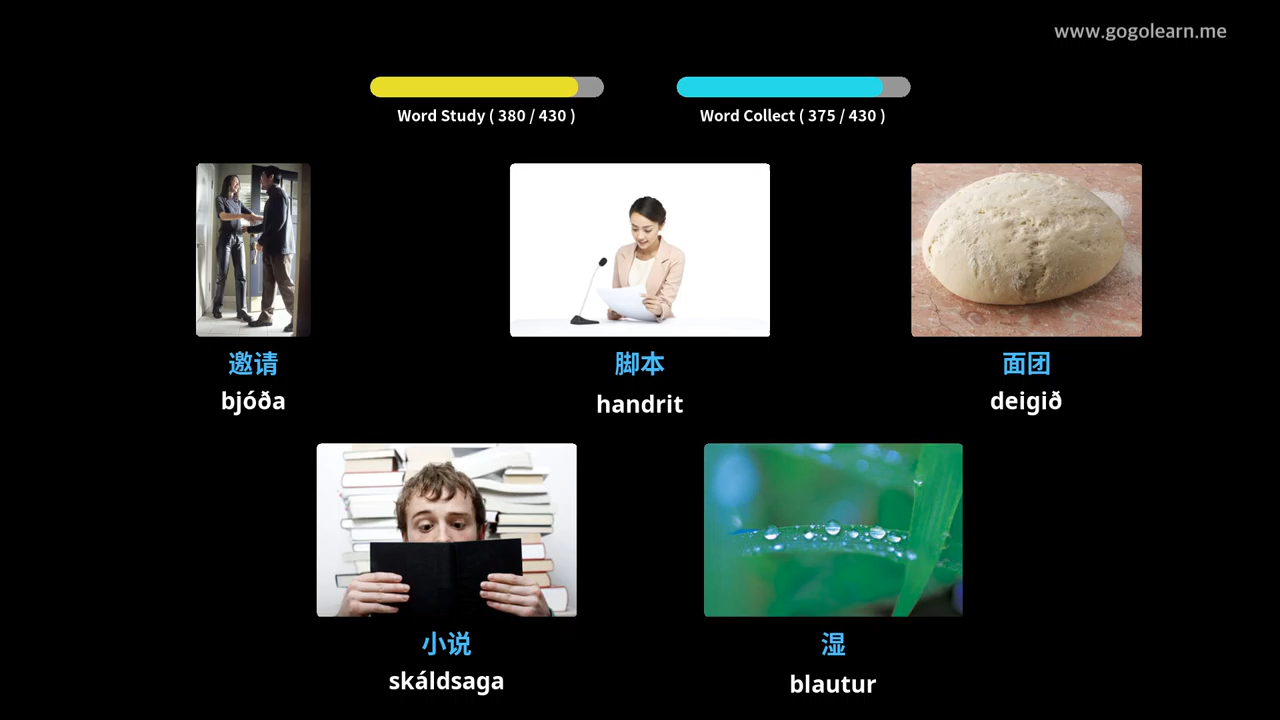 www.gogolearn.me
Word Study ( 380 / 430 )
Word Collect ( 375 / 430 )
邀请
bjóða
脚本
handrit
面团
deigið
小说
skáldsaga
湿
blautur